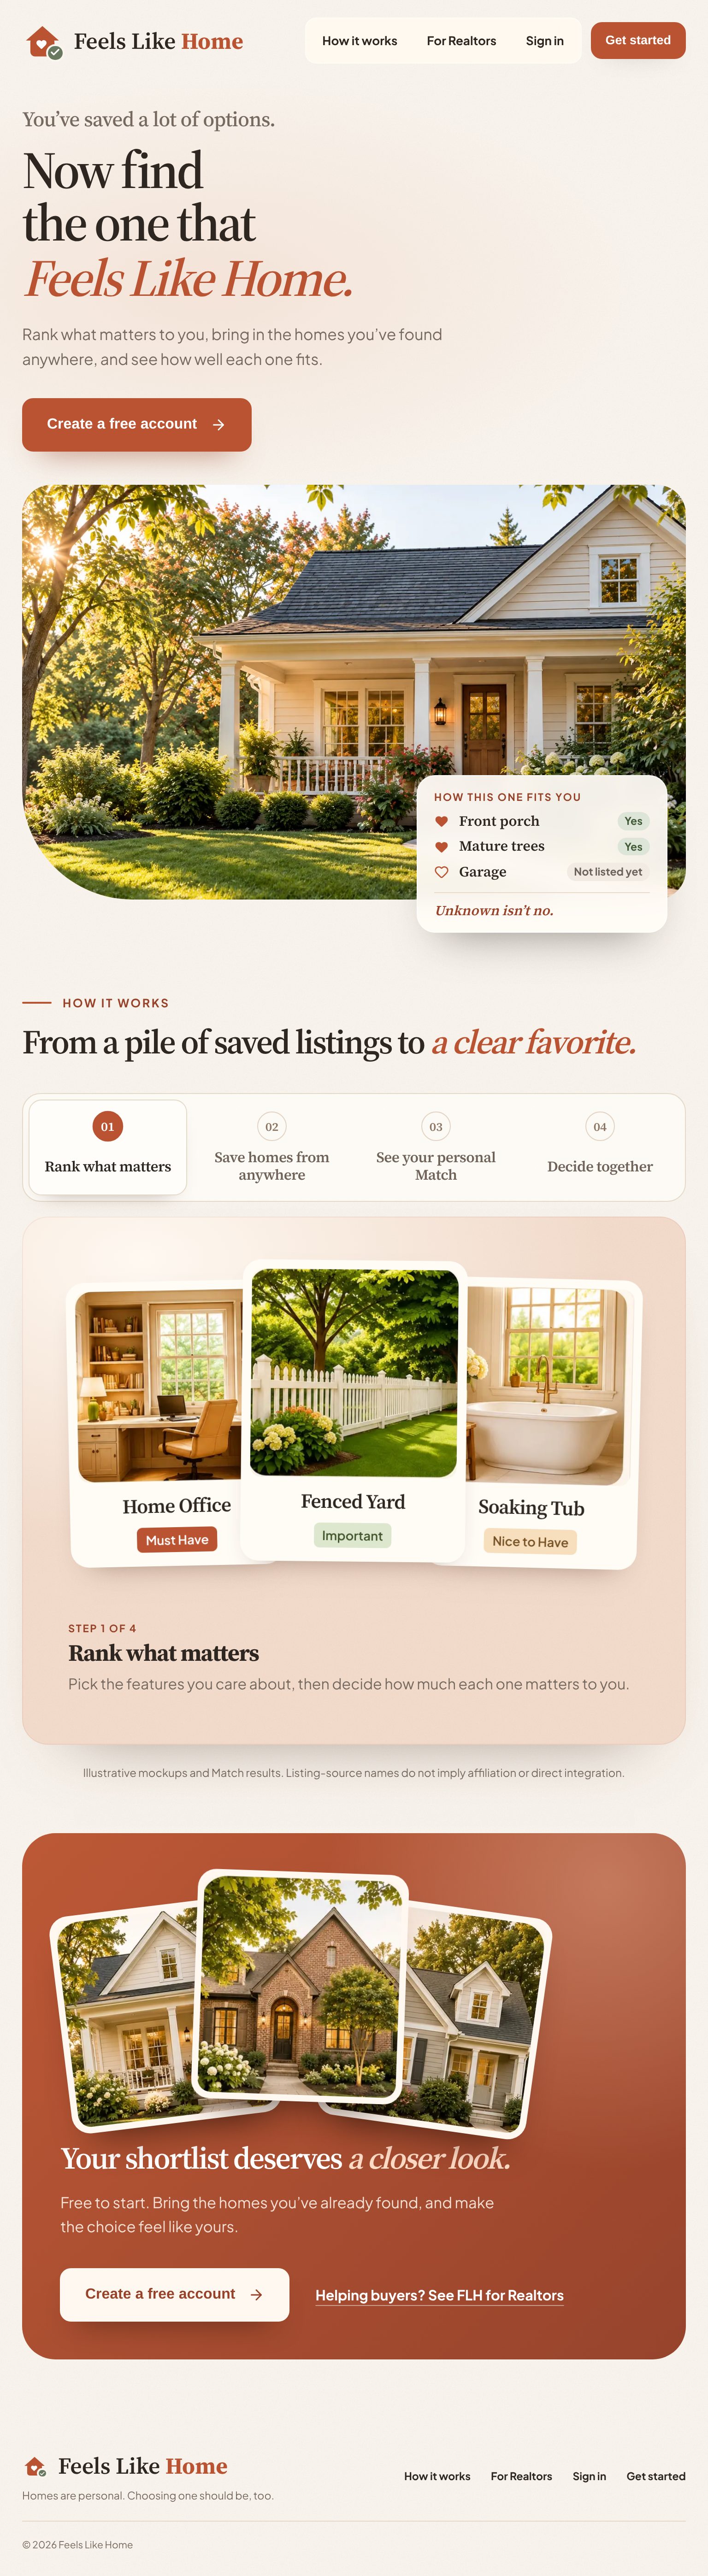 Feels Like Home
How it works
For Realtors
Sign in
Get started
You’ve saved a lot of options.
Now find
the one that
Feels Like Home.
Rank what matters to you, bring in the homes you’ve found
anywhere, and see how well each one fits.
Create a free account
HOW THIS ONE FITS YOU
Front porch
Yes
Mature trees
Yes
Garage
Not listed yet
Unknown isn’t no.
HOW IT WORKS
From a pile of saved listings to a clear favorite.
01
Rank what matters
02
Save homes from
anywhere
03
See your personal
Match
04
Decide together
Home Office
Must Have
Fenced Yard
Important
Soaking Tub
Nice to Have
STEP 1 OF 4
Rank what matters
Pick the features you care about, then decide how much each one matters to you.
Illustrative mockups and Match results. Listing-source names do not imply affiliation or direct integration.
Your shortlist deserves a closer look.
Free to start. Bring the homes you’ve already found, and make
the choice feel like yours.
Create a free account
Helping buyers? See FLH for Realtors
Feels Like Home
Homes are personal. Choosing one should be, too.
How it works
For Realtors
Sign in
Get started
© 2026 Feels Like Home